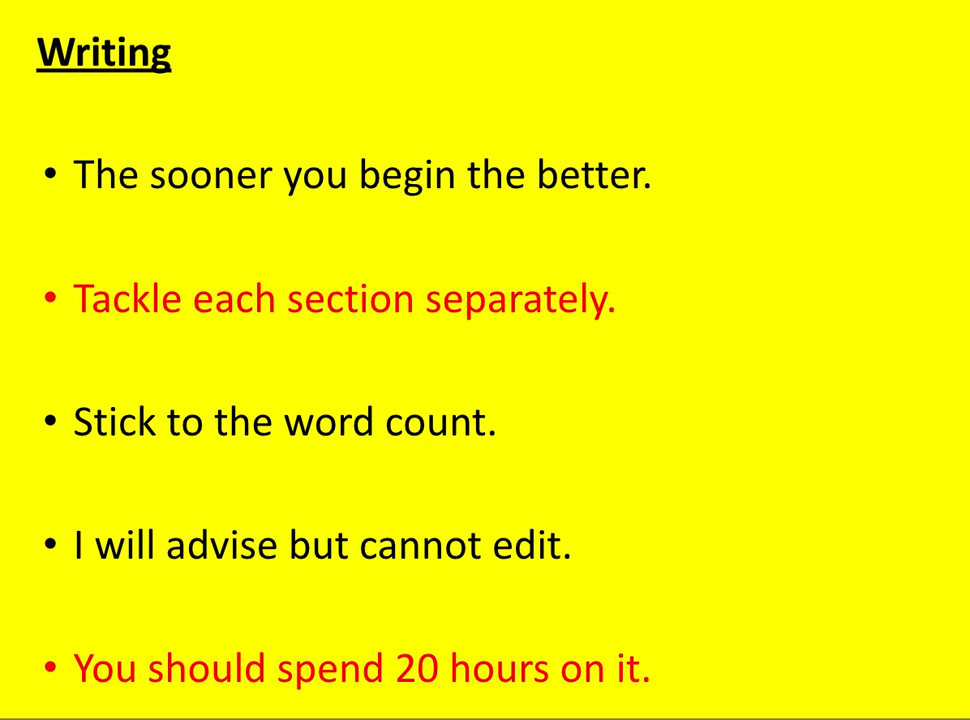 Writing
• The sooner you begin the better.
• Tackle each section separately.
• Stick to the word count.
• I will advise but cannot edit.
• You should spend 20 hours on it.